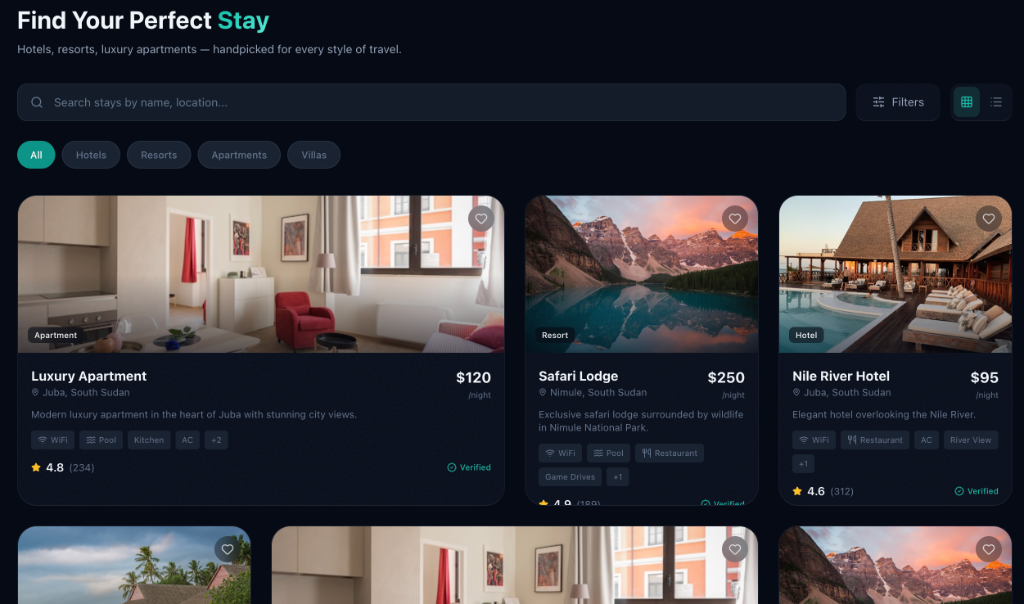 Find Your Perfect Stay
Hotels, resorts, luxury apartments — handpicked for every style of travel.
Search stays by name, location...
Filters
All
Hotels
Resorts
Apartments
Villas
Apartment
Luxury Apartment
$120
Juba, South Sudan
/night
Modern luxury apartment in the heart of Juba with stunning city views.
WiFi
Pool
Kitchen
AC
+2
4.8 (234)
Verified
Resort
Safari Lodge
$250
Nimule, South Sudan
/night
Exclusive safari lodge surrounded by wildlife
in Nimule National Park.
WiFi
Pool
Restaurant
Game Drives
+1
4.9 (189)
Verified
Hotel
Nile River Hotel
$95
Juba, South Sudan
/night
Elegant hotel overlooking the Nile River.
WiFi
Restaurant
AC
River View
+1
4.6 (312)
Verified